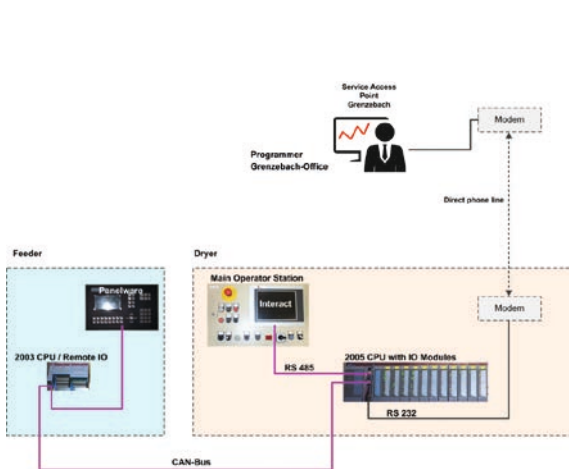 Service Access
Point
Grenzebach
Modem
Programmer
Grenzebach-Office
Direct phone line
Feeder
Dryer
Panelware
Main Operator Station
Interact
Modem
2003 CPU / Remote IO
2005 CPU with IO Modules
RS 485
RS 232
CAN-Bus